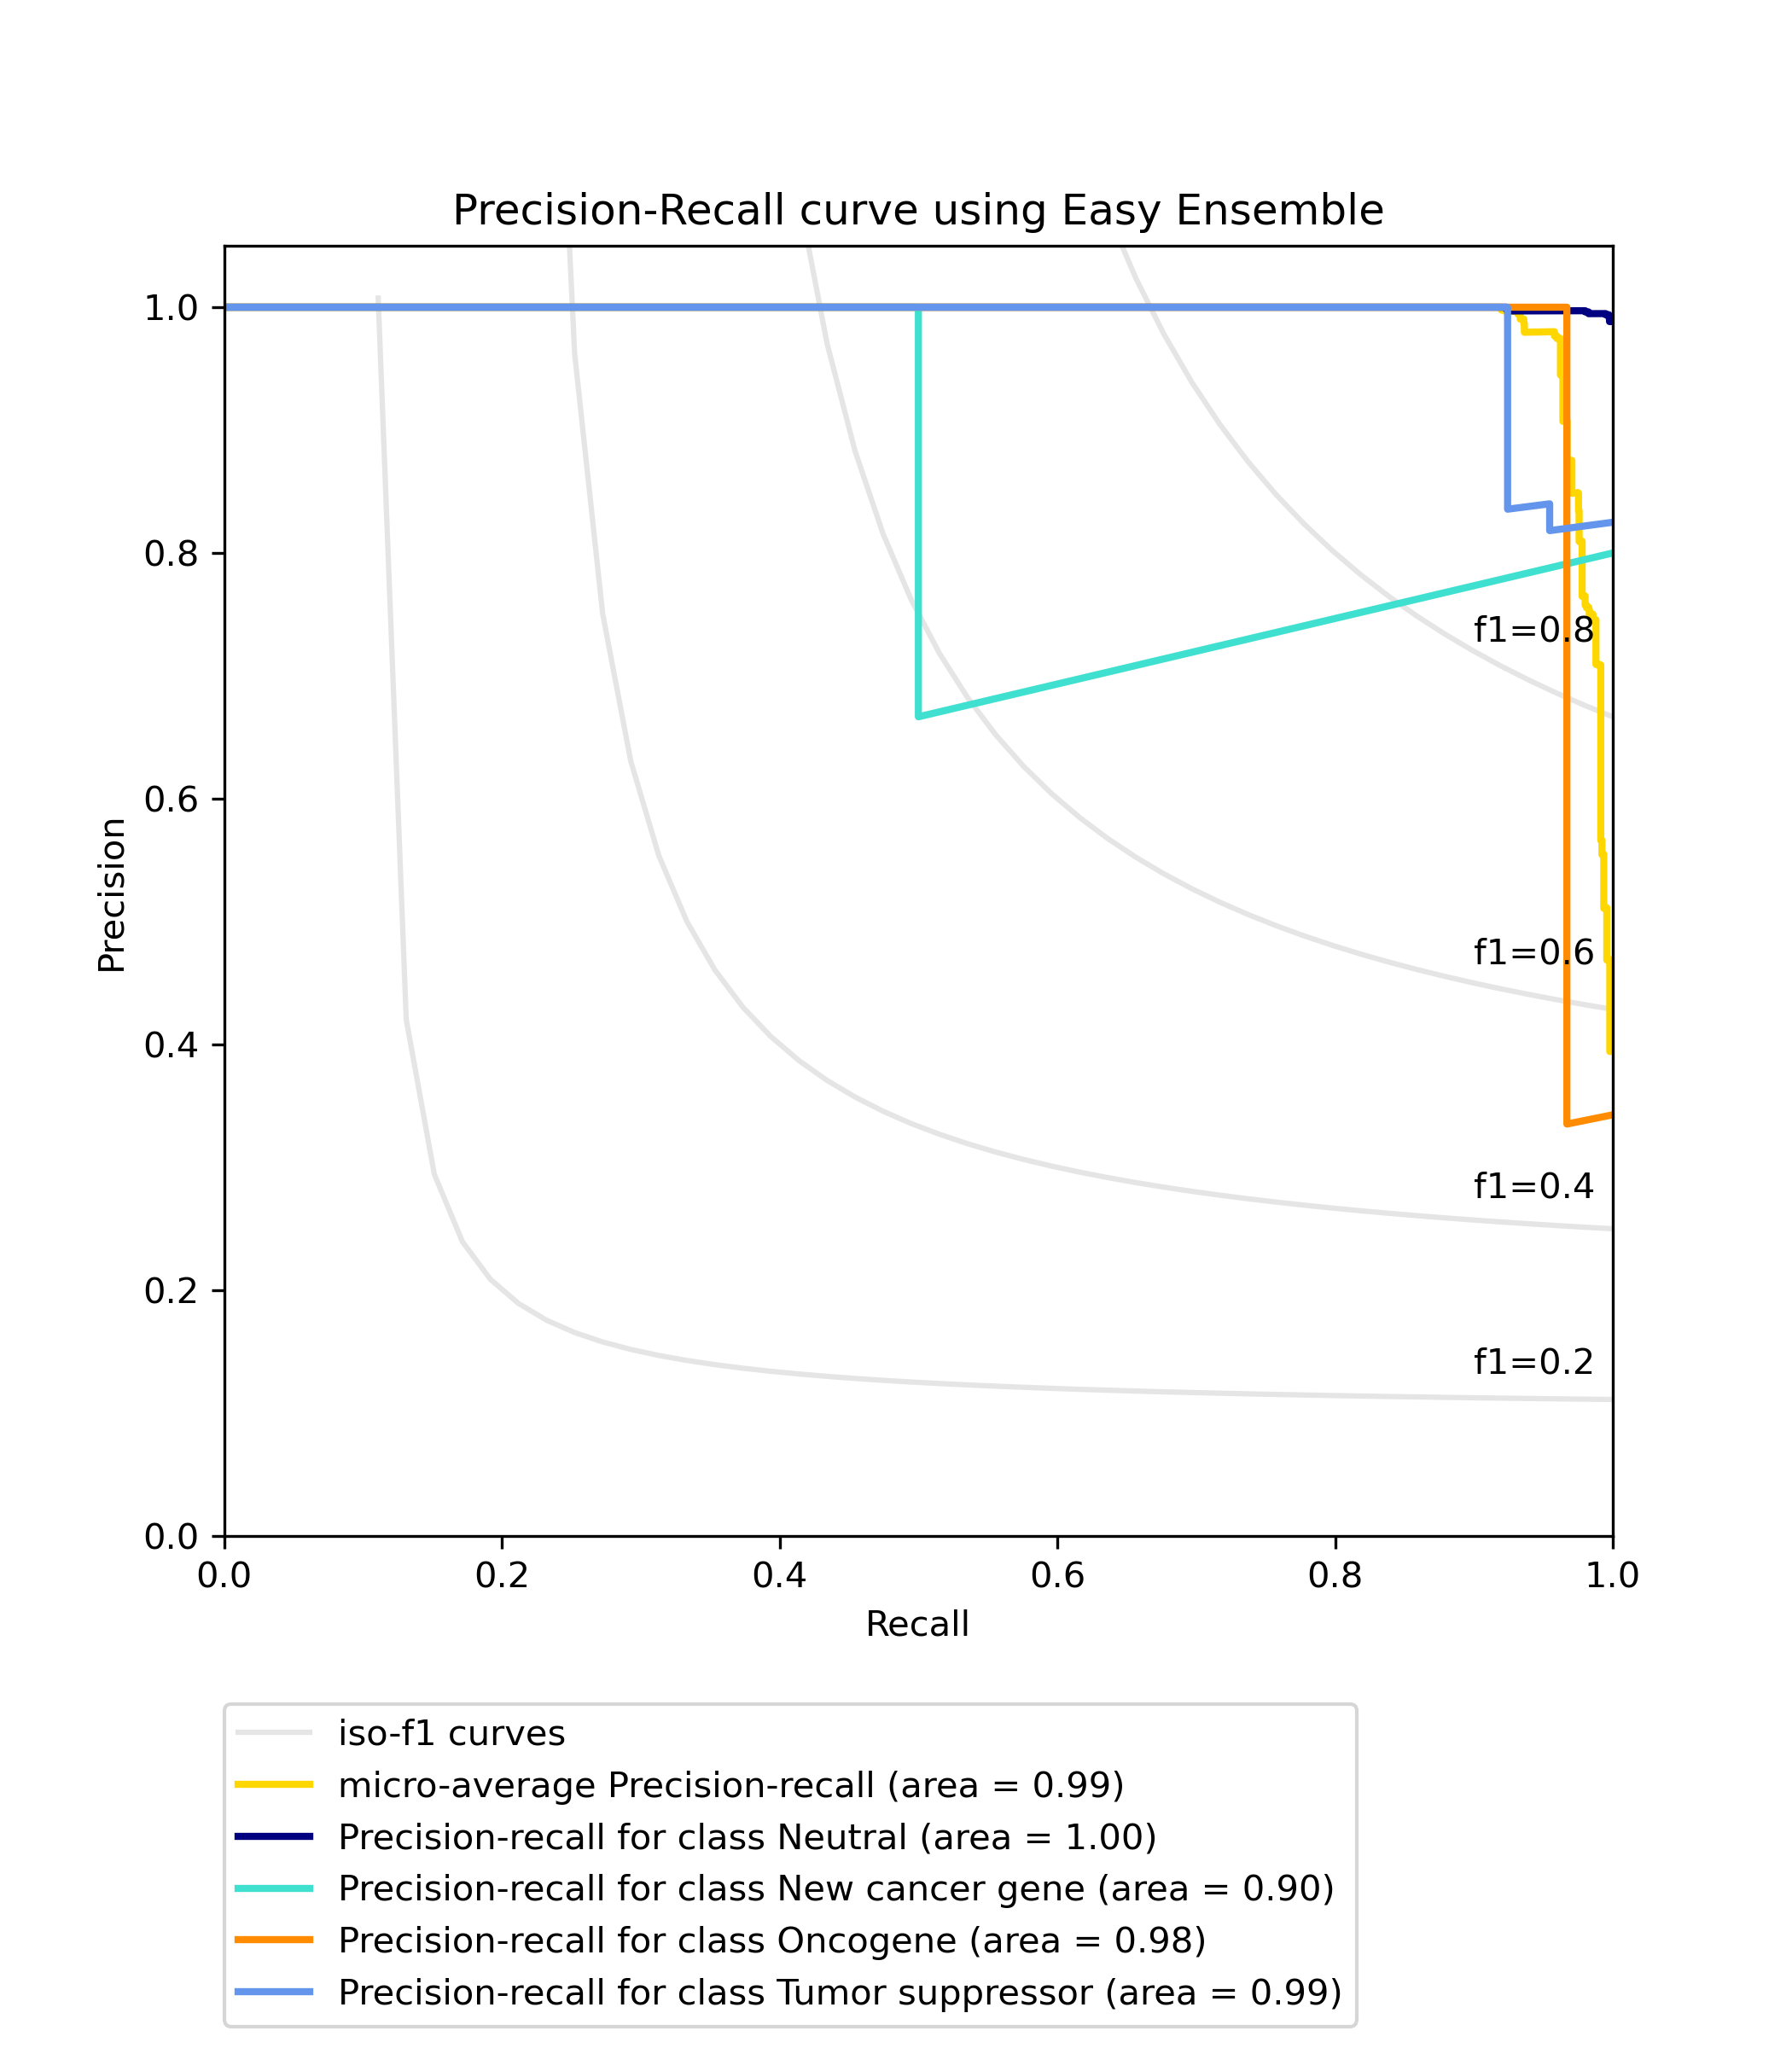 Precision-Recall curve using Easy Ensemble
1.0
0.8
0.6
0.4
0.2
0.0
Precision
f1=0.8
f1=0.6
f1=0.4
f1=0.2
0.0 0.2 0.4 0.6 0.8 1.0
Recall
iso-f1 curves
micro-average Precision-recall (area = 0.99)
Precision-recall for class Neutral (area = 1.00)
Precision-recall for class New cancer gene (area = 0.90)
Precision-recall for class Oncogene (area = 0.98)
Precision-recall for class Tumor suppressor (area = 0.99)